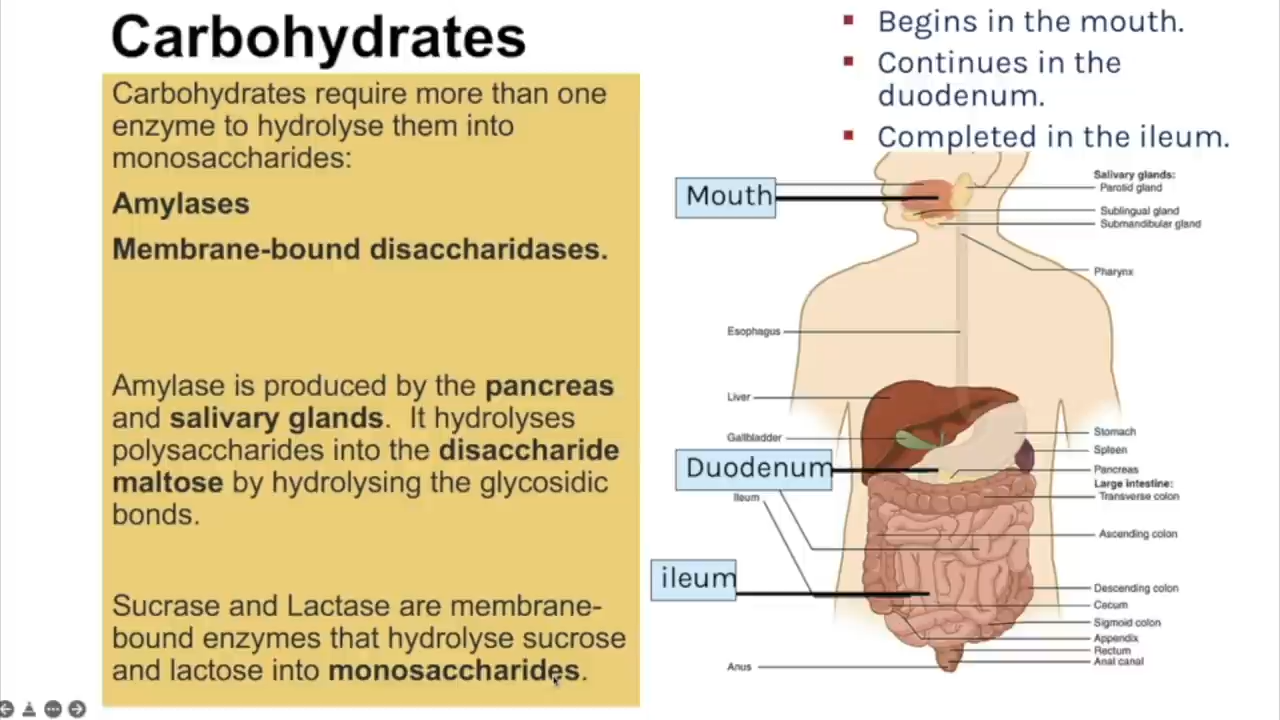 Carbohydrates
Carbohydrates require more than one
enzyme to hydrolyse them into
monosaccharides:
Amylases
Membrane-bound disaccharidases.
Amylase is produced by the pancreas
and salivary glands.  It hydrolyses
polysaccharides into the disaccharide
maltose by hydrolysing the glycosidic
bonds.
Sucrase and Lactase are membrane-
bound enzymes that hydrolyse sucrose
and lactose into monosaccharides.
▪ Begins in the mouth.
▪ Continues in the
duodenum.
▪ Completed in the ileum.
Mouth
Esophagus
Liver
Gallbladder
Duodenum
Ileum
ileum
Anus
Salivary glands:
Parotid gland
Sublingual gland
Submandibular gland
Pharynx
Stomach
Spleen
Pancreas
Large intestine:
Transverse colon
Ascending colon
Descending colon
Cecum
Sigmoid colon
Appendix
Rectum
Anal canal